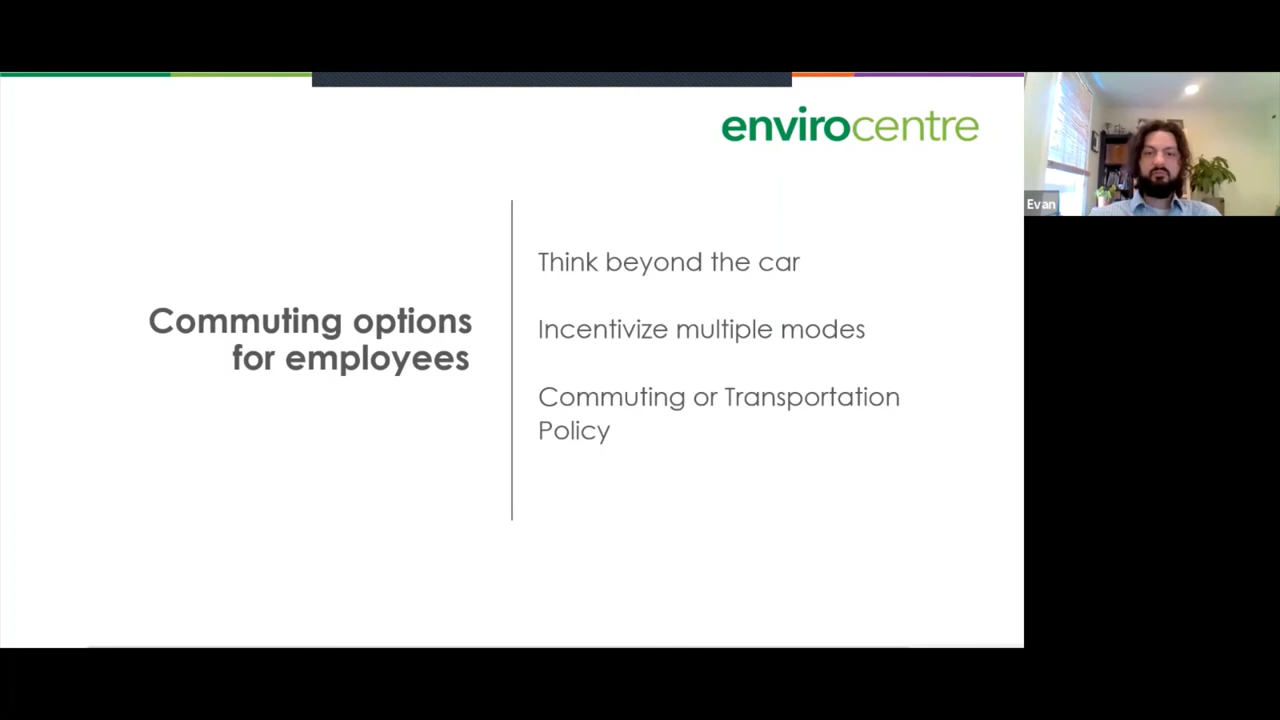 envirocentre
Commuting options
for employees
Think beyond the car
Incentivize multiple modes
Commuting or Transportation
Policy
Evan